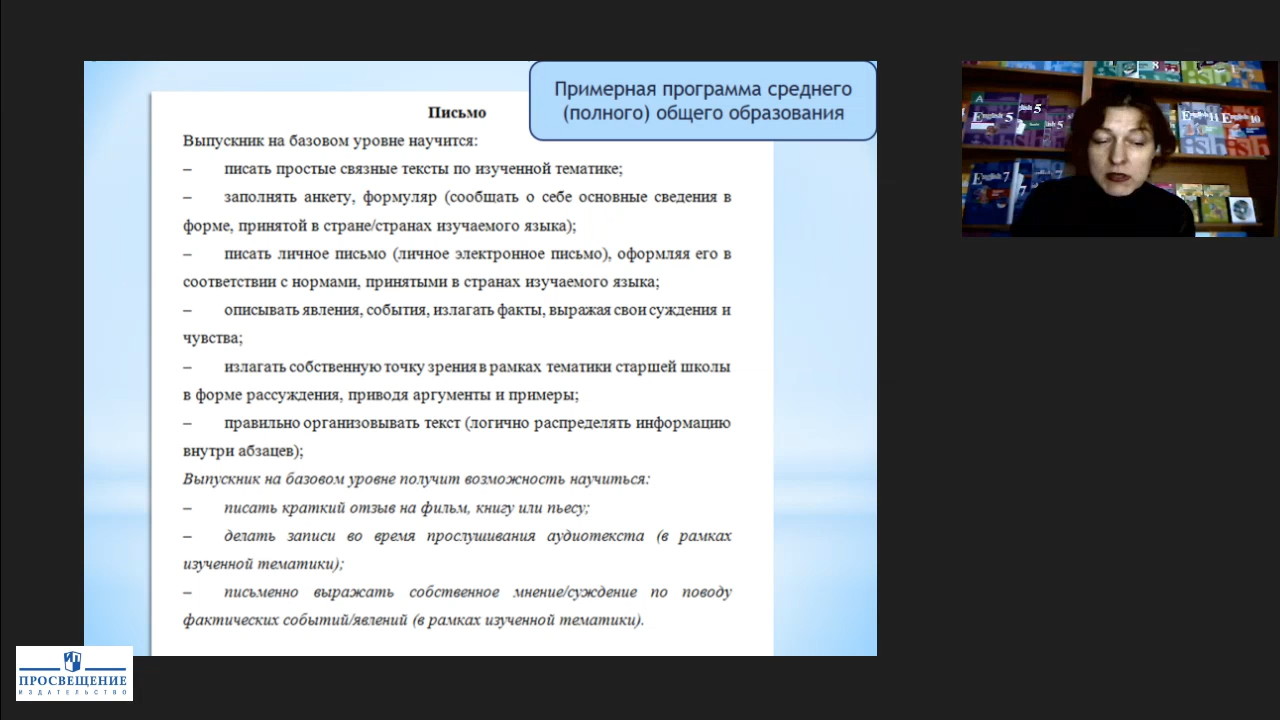 Примерная программа среднего
(полного) общего образования
Письмо
Выпускник на базовом уровне научится:
– писать простые связные тексты по изученной тематике;
– заполнять анкету, формуляр (сообщать о себе основные сведения в
форме, принятой в стране/странах изучаемого языка);
– писать личное письмо (личное электронное письмо), оформляя его в
соответствии с нормами, принятыми в странах изучаемого языка;
– описывать явления, события, излагать факты, выражая свои суждения и
чувства;
– излагать собственную точку зрения в рамках тематики старшей школы
в форме рассуждения, приводя аргументы и примеры;
– правильно организовывать текст (логично распределять информацию
внутри абзацев);
Выпускник на базовом уровне получит возможность научиться:
– писать краткий отзыв на фильм, книгу или пьесу;
– делать записи во время прослушивания аудиотекста (в рамках
изученной тематики);
– письменно выражать собственное мнение/суждение по поводу
фактических событий/явлений (в рамках изученной тематики).
ПРОСВЕЩЕНИЕ
ИЗДАТЕЛЬСТВО
English 5
English 7